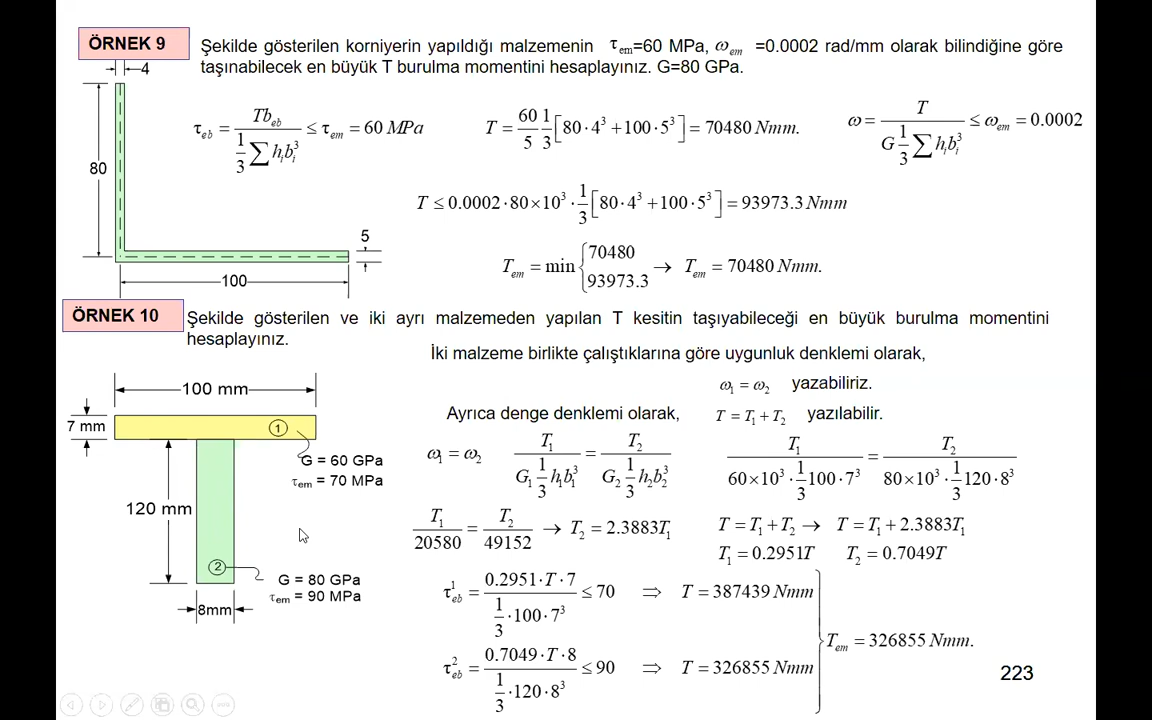 ÖRNEK 9
Şekilde gösterilen korniyerin yapıldığı malzemenin τem=60 MPa, ωem =0.0002 rad/mm olarak bilindiğine göre
taşınabilecek en büyük T burulma momentini hesaplayınız. G=80 GPa.
4
80
5
100
τeb = Tbeb / (1/3 ∑ hibi³) ≤ τem = 60 MPa
T = 60/5 1/3 [80·4³ + 100·5³] = 70480 Nmm.
ω = T / (G 1/3 ∑ hibi³) ≤ ωem = 0.0002
T ≤ 0.0002·80×10³ · 1/3 [80·4³ + 100·5³] = 93973.3 Nmm
Tem = min { 70480 93973.3 → Tem = 70480 Nmm.
ÖRNEK 10
Şekilde gösterilen ve iki ayrı malzemeden yapılan T kesitin taşıyabileceği en büyük burulma momentini
hesaplayınız.
100 mm
7 mm
1
G = 60 GPa
τem = 70 MPa
120 mm
2
G = 80 GPa
τem = 90 MPa
8mm
İki malzeme birlikte çalıştıklarına göre uygunluk denklemi olarak,
ω1 = ω2 yazabiliriz.
Ayrıca denge denklemi olarak, T = T1 + T2 yazılabilir.
ω1 = ω2 T1 / (G1 1/3 h1b1³) = T2 / (G2 1/3 h2b2³) T1 / (60×10³ · 1/3 100·7³) = T2 / (80×10³ · 1/3 120·8³)
T1/20580 = T2/49152 → T2 = 2.3883T1 T = T1 + T2 → T = T1 + 2.3883T1
T1 = 0.2951T T2 = 0.7049T
τeb¹ = 0.2951·T·7 / (1/3 ·100·7³) ≤ 70 ⇒ T = 387439 Nmm
τeb² = 0.7049·T·8 / (1/3 ·120·8³) ≤ 90 ⇒ T = 326855 Nmm
} Tem = 326855 Nmm.
223